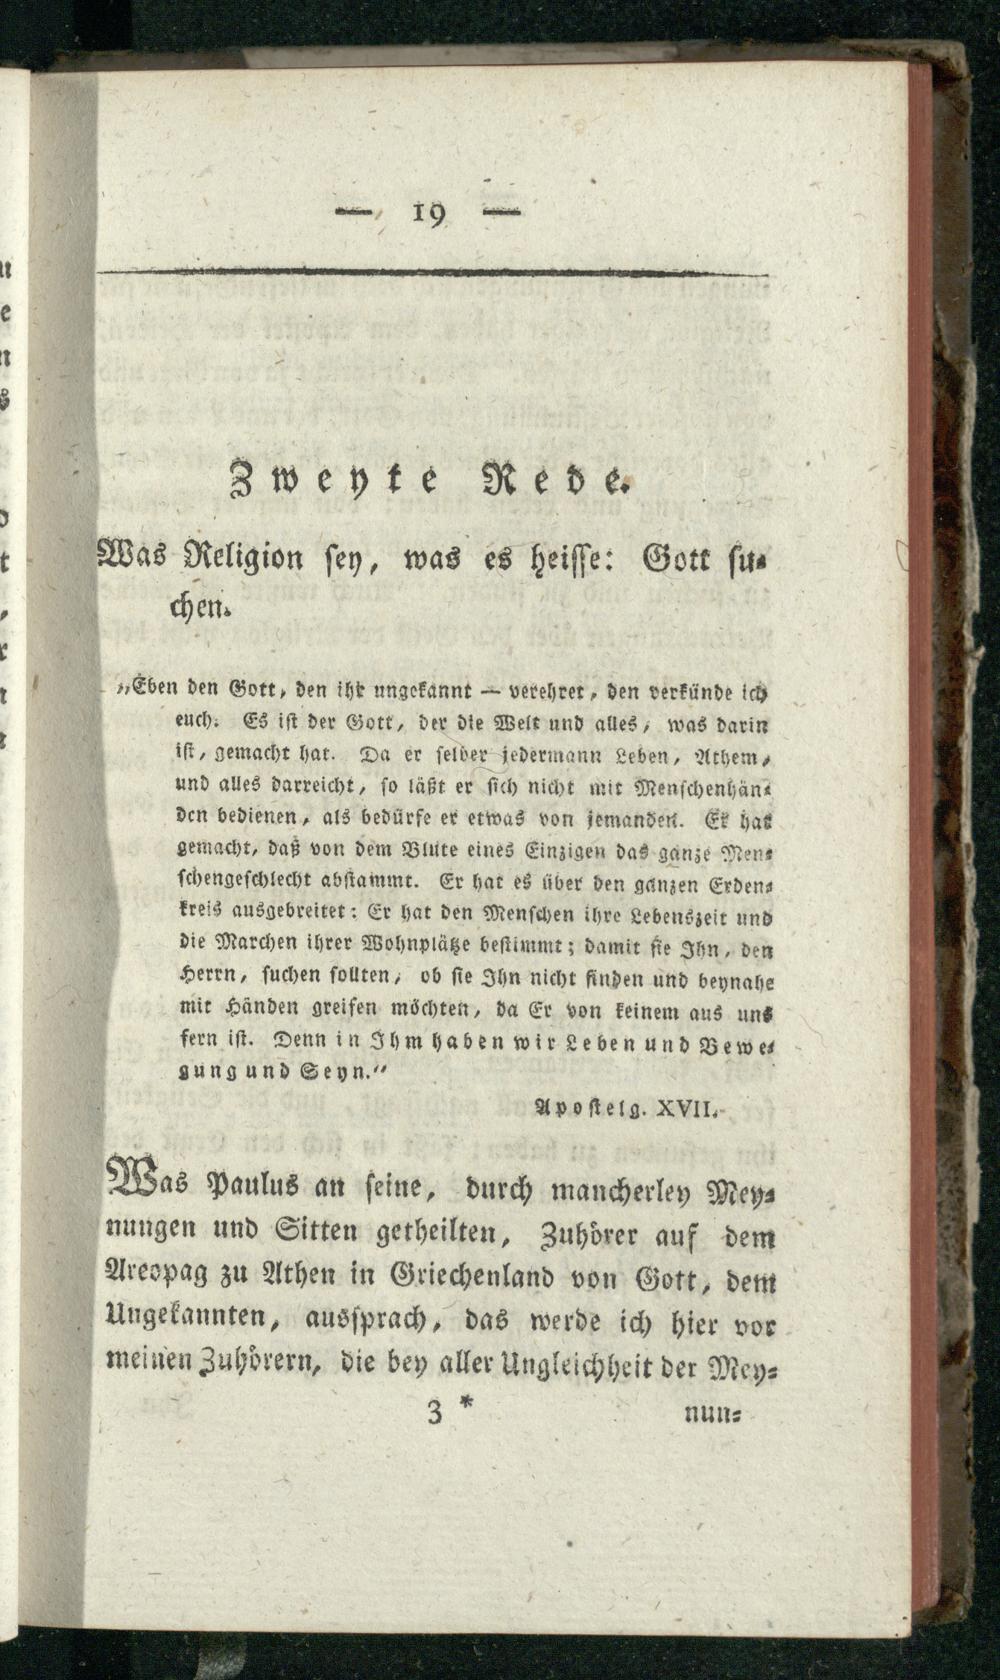 — 19 —
Zweyte Rede.
Was Religion sey, was es heisse: Gott su-
chen.
„Eben den Gott, den ihr ungekannt — verehret, den verkünde ich
euch. Es ist der Gott, der die Welt und alles, was darin
ist, gemacht hat. Da er selber jedermann Leben, Athem,
und alles darreicht, so läßt er sich nicht mit Menschenhän-
den bedienen, als bedürfe er etwas von jemanden. Er hat
gemacht, daß von dem Blute eines Einzigen das ganze Men-
schengeschlecht abstammt. Er hat es über den ganzen Erden-
kreis ausgebreitet: Er hat den Menschen ihre Lebenszeit und
die Marchen ihrer Wohnplätze bestimmt; damit sie Ihn, den
Herrn, suchen sollten, ob sie Ihn nicht finden und beynahe
mit Händen greifen möchten, da Er von keinem aus uns
fern ist. Denn in Ihm haben wir Leben und Bewe-
gung und Seyn.“
Apostelg. XVII.
Was Paulus an seine, durch mancherley Mey-
nungen und Sitten getheilten, Zuhörer auf dem
Areopag zu Athen in Griechenland von Gott, dem
Ungekannten, aussprach, das werde ich hier vor
meinen Zuhörern, die bey aller Ungleichheit der Mey-
3 * nun-